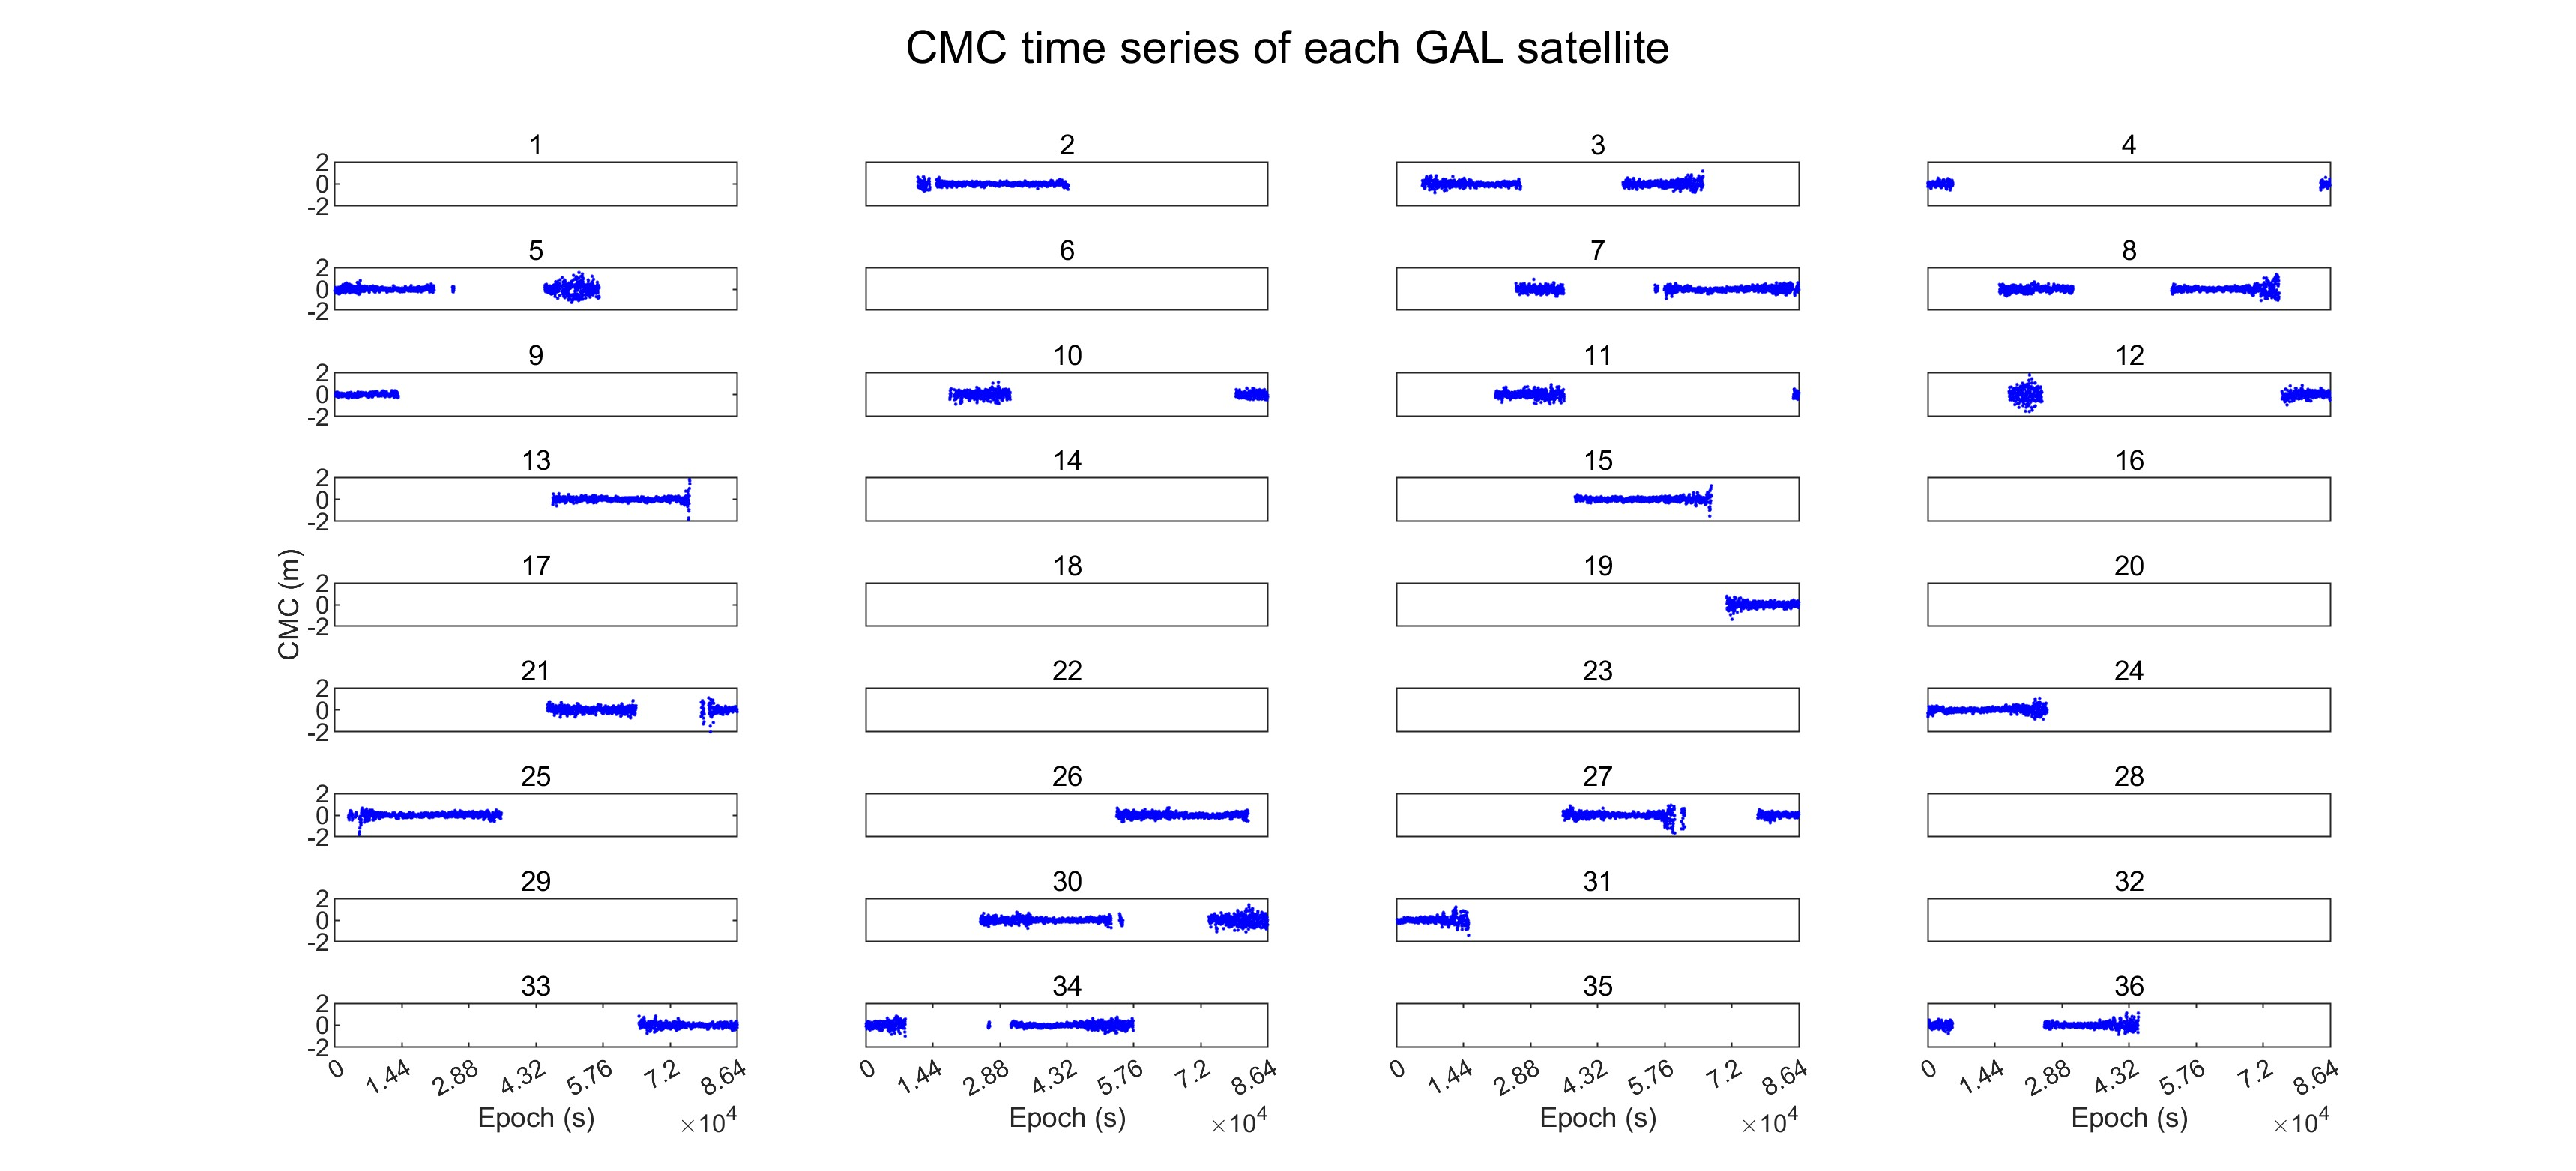 CMC time series of each GAL satellite
1 2 3 4
2
0
-2
5 6 7 8
2
0
-2
9 10 11 12
2
0
-2
13 14 15 16
2
0
-2
CMC (m)
17 18 19 20
2
0
-2
21 22 23 24
2
0
-2
25 26 27 28
2
0
-2
29 30 31 32
2
0
-2
33 34 35 36
2
0
-2
0 1.44 2.88 4.32 5.76 7.2 8.64 0 1.44 2.88 4.32 5.76 7.2 8.64 0 1.44 2.88 4.32 5.76 7.2 8.64 0 1.44 2.88 4.32 5.76 7.2 8.64
Epoch (s) Epoch (s) Epoch (s) Epoch (s)
×10⁴ ×10⁴ ×10⁴ ×10⁴